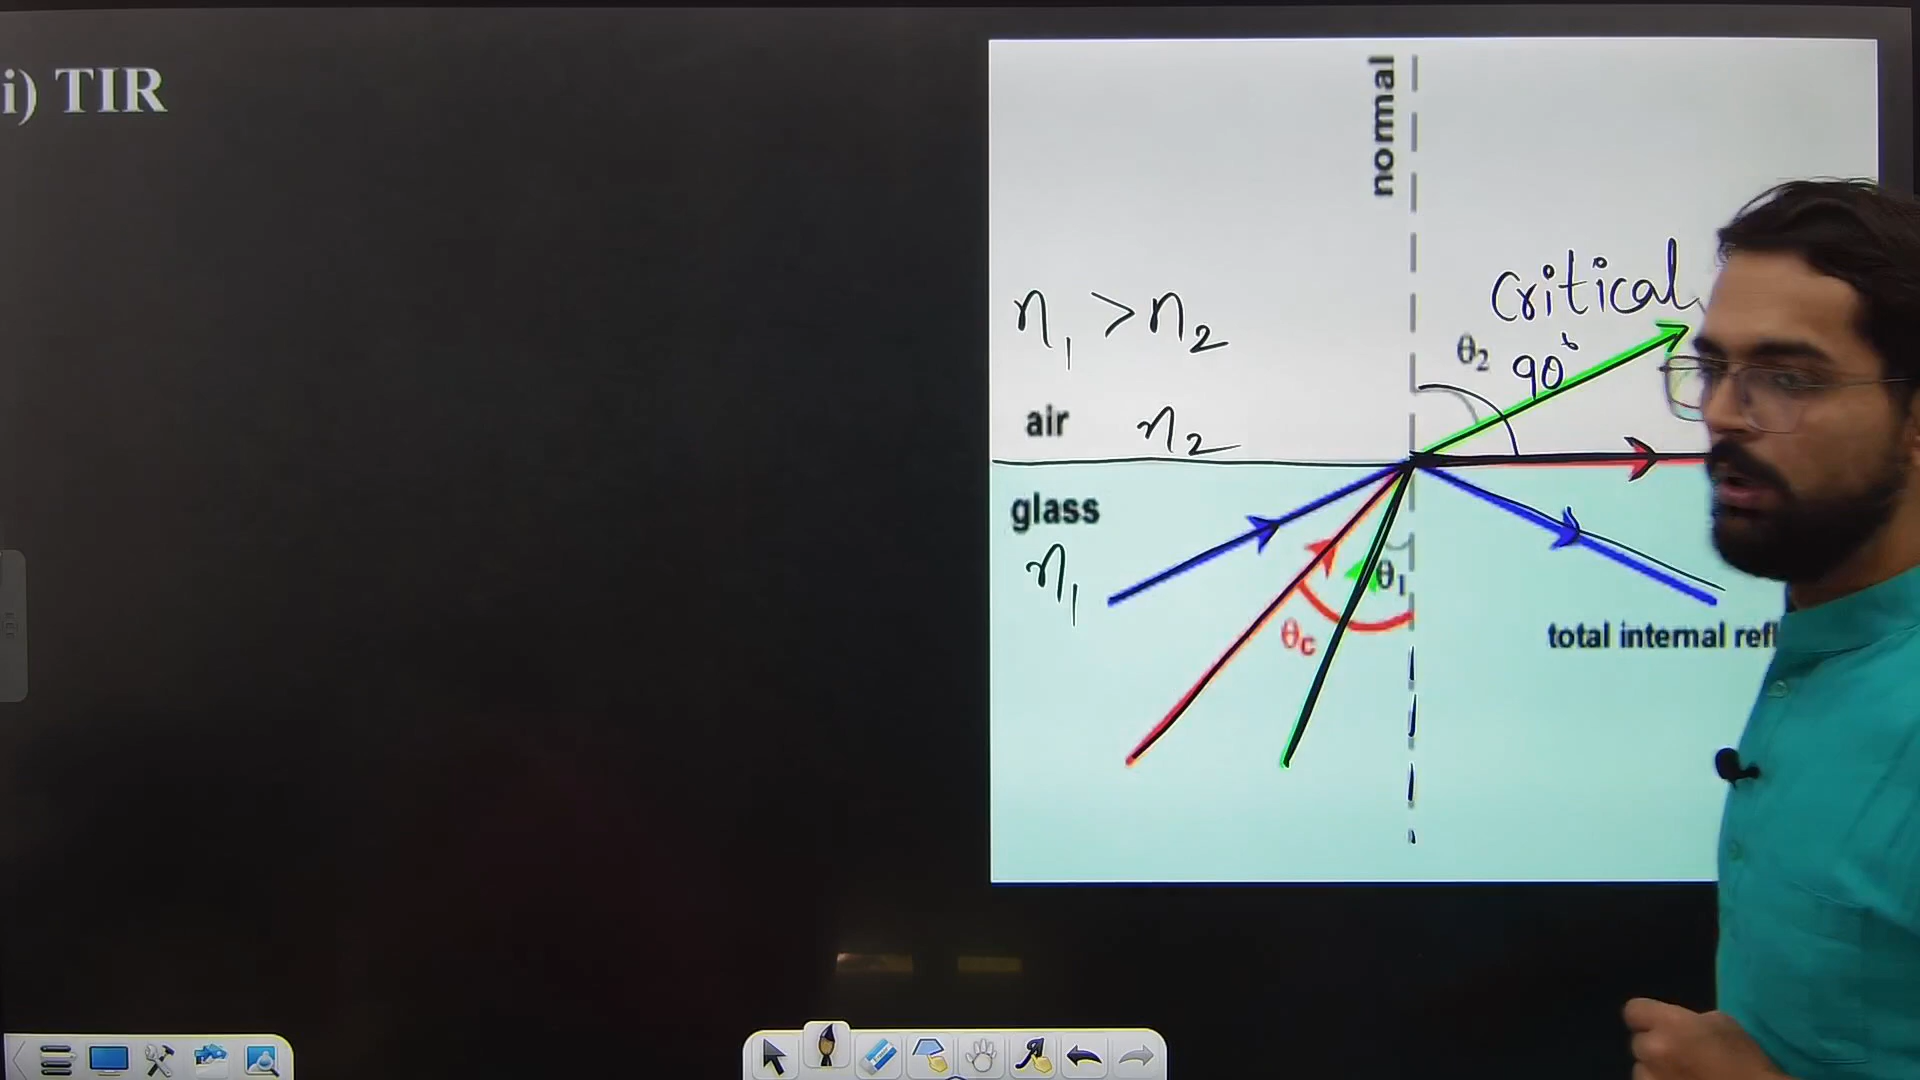 i) TIR
normal
Critical
n₁ > n₂
θ₂ 90°
air n₂
glass
n₁
θ₁
θc
total internal refl